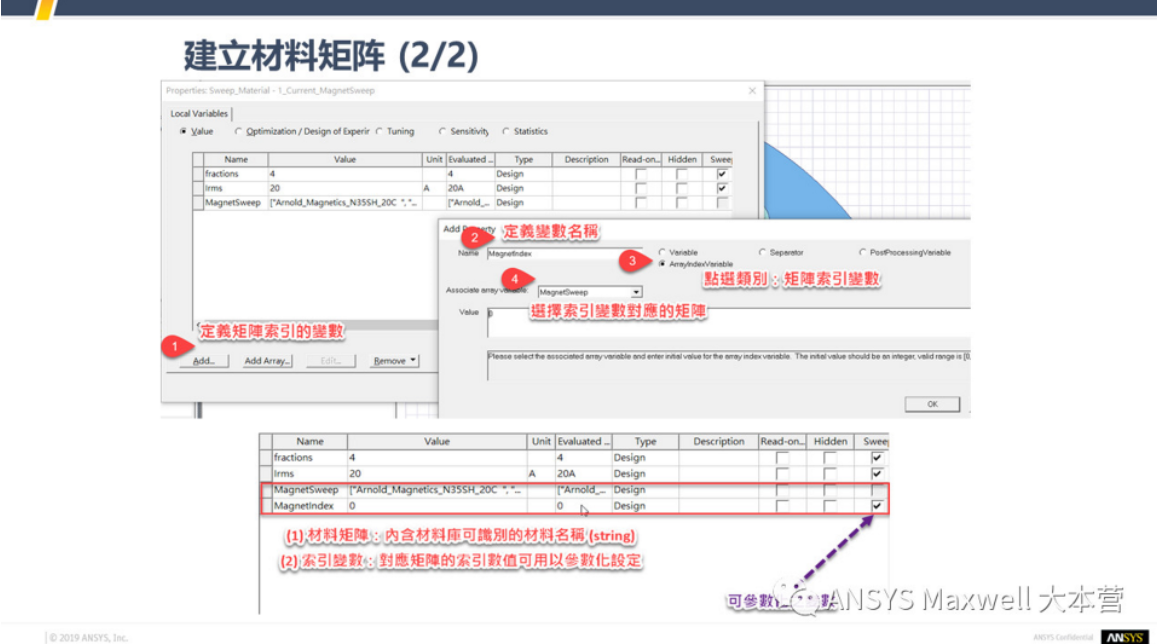 建立材料矩阵 (2/2)
Properties: Sweep_Material - 1_Current_MagnetSweep
Local Variables
Value Optimization / Design of Experir Tuning Sensitivity Statistics
Name Value Unit Evaluated ... Type Description Read-on... Hidden Sweep
fractions 4 4 Design
Irms 20 A 20A Design
MagnetSweep ["Arnold_Magnetics_N35SH_20C ", "... ["Arnold_... Design
Add Property
2 定義變數名稱
Name MagnetIndex
Variable Separator PostProcessingVariable
3 ArrayIndexVariable
點選類別：矩陣索引變數
4
Associate array variable: MagnetSweep
選擇索引變數對應的矩陣
Value 0
定義矩陣索引的變數
1
Add... Add Array... Edit... Remove
Please select the associated array variable and enter initial value for the array index variable. The initial value should be an integer, valid range is [0,
OK
Name Value Unit Evaluated ... Type Description Read-on... Hidden Sweep
fractions 4 4 Design
Irms 20 A 20A Design
MagnetSweep ["Arnold_Magnetics_N35SH_20C ", "... ["Arnold_... Design
MagnetIndex 0 0 Design
(1) 材料矩陣：內含材料庫可識別的材料名稱 (string)
(2) 索引變數：對應矩陣的索引數值可用以參數化設定
可參數
ANSYS Maxwell 大本营
© 2019 ANSYS, Inc.
ANSYS Confidential
ANSYS